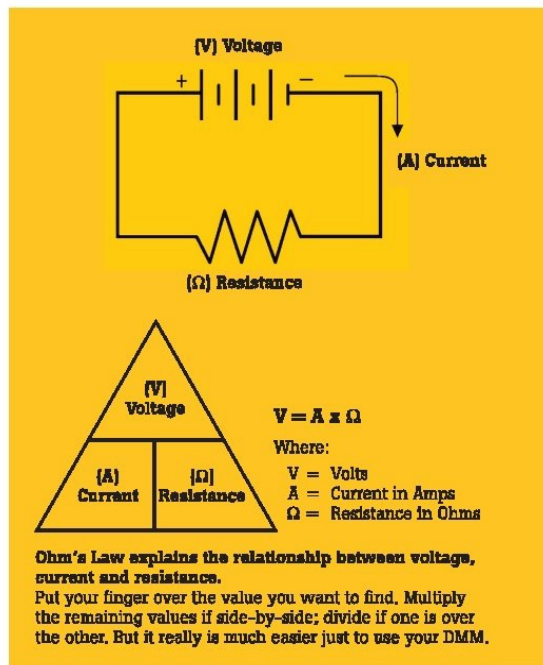 (V) Voltage
+ −
(A) Current
(Ω) Resistance
(V)
Voltage
(A)
Current
(Ω)
Resistance
V = A x Ω
Where:
V = Volts
A = Current in Amps
Ω = Resistance in Ohms
Ohm's Law explains the relationship between voltage,
current and resistance.
Put your finger over the value you want to find. Multiply
the remaining values if side-by-side; divide if one is over
the other. But it really is much easier just to use your DMM.